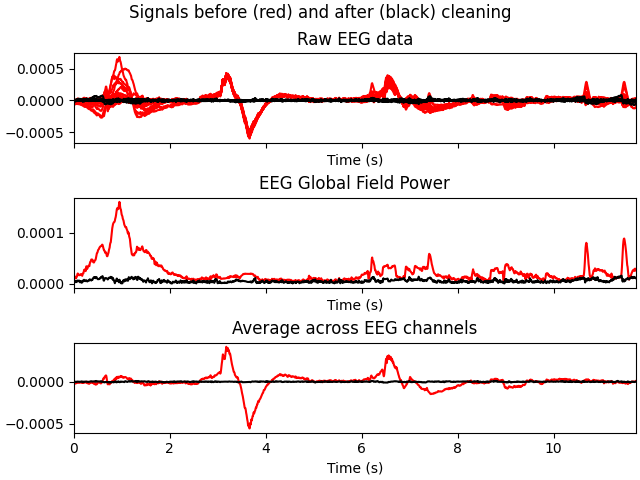 Signals before (red) and after (black) cleaning
Raw EEG data
0.0005
0.0000
−0.0005
Time (s)
EEG Global Field Power
0.0001
0.0000
Time (s)
Average across EEG channels
0.0000
−0.0005
0 2 4 6 8 10
Time (s)